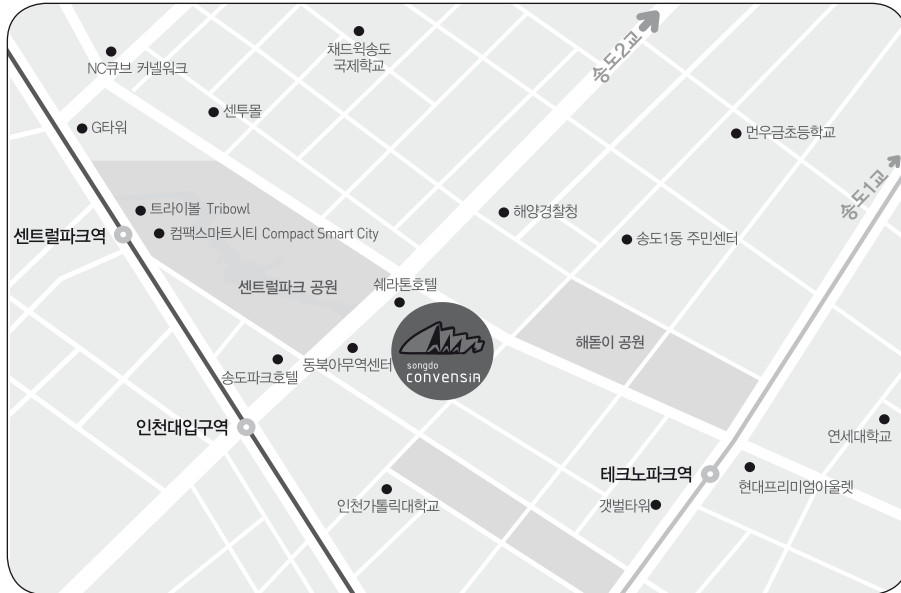 채드윅송도
국제학교
송도2교
NC큐브 커넬워크
센투몰
G타워
먼우금초등학교
송도1교
트라이볼 Tribowl
해양경찰청
센트럴파크역
컴팩스마트시티 Compact Smart City
송도1동 주민센터
센트럴파크 공원
쉐라톤호텔
해돋이 공원
동북아무역센터
송도파크호텔
songdo
convensia
인천대입구역
연세대학교
테크노파크역
현대프리미엄아울렛
인천가톨릭대학교
갯벌타워